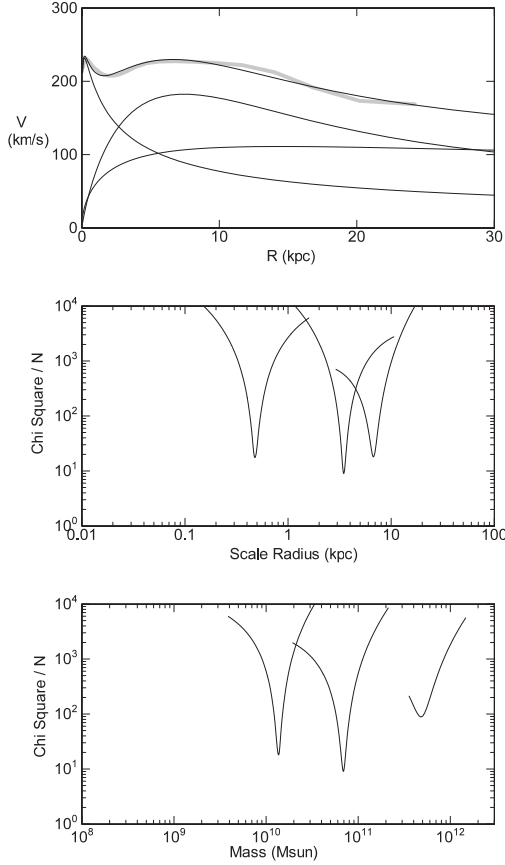 300
200
V
(km/s)
100
0
0 10 20 30
R (kpc)
10^4
10^3
Chi Square / N
10^2
10^1
10^0
0.01 0.1 1 10 100
Scale Radius (kpc)
10^4
10^3
Chi Square / N
10^2
10^1
10^0
10^8 10^9 10^10 10^11 10^12
Mass (Msun)